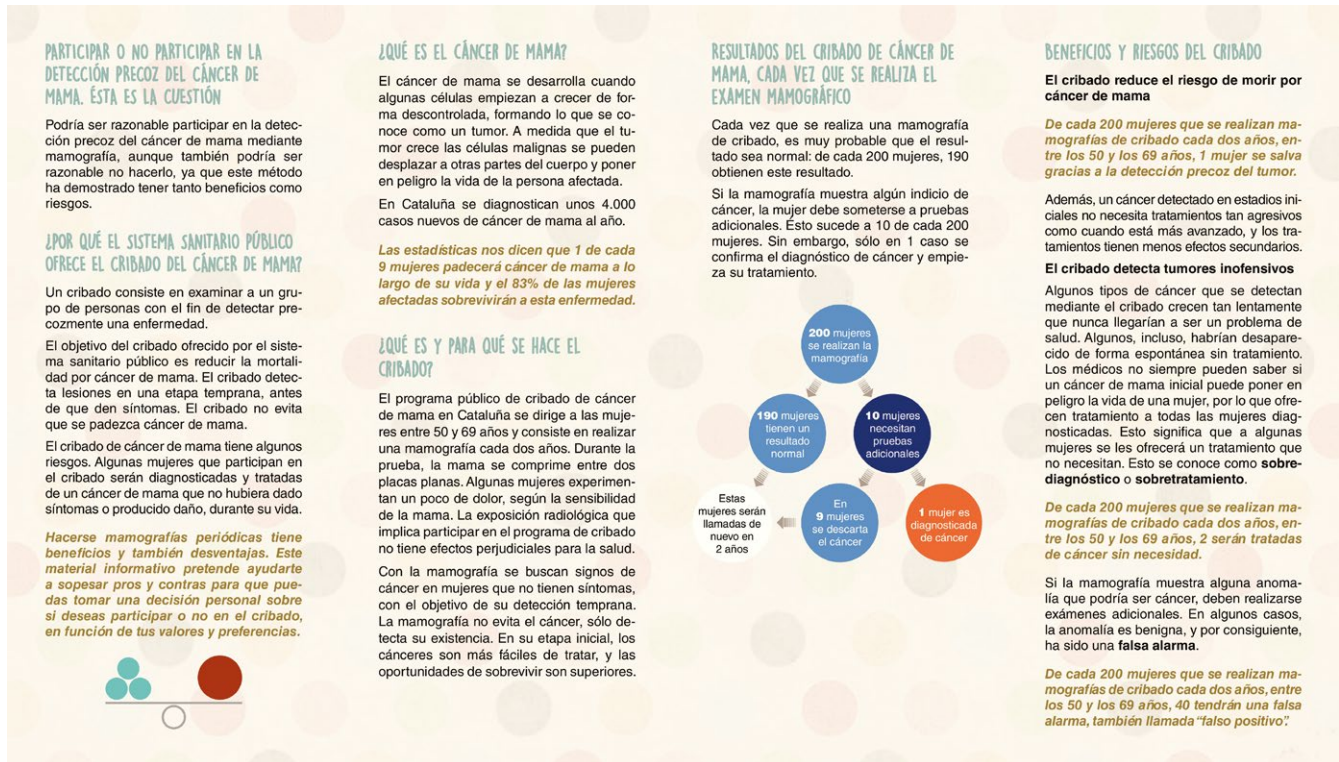 PARTICIPAR O NO PARTICIPAR EN LA
DETECCIÓN PRECOZ DEL CÁNCER DE
MAMA. ÉSTA ES LA CUESTIÓN
Podría ser razonable participar en la detec-
ción precoz del cáncer de mama mediante
mamografía, aunque también podría ser
razonable no hacerlo, ya que este método
ha demostrado tener tanto beneficios como
riesgos.
¿POR QUÉ EL SISTEMA SANITARIO PÚBLICO
OFRECE EL CRIBADO DEL CÁNCER DE MAMA?
Un cribado consiste en examinar a un gru-
po de personas con el fin de detectar pre-
cozmente una enfermedad.
El objetivo del cribado ofrecido por el siste-
ma sanitario público es reducir la mortali-
dad por cáncer de mama. El cribado detec-
ta lesiones en una etapa temprana, antes
de que den síntomas. El cribado no evita
que se padezca cáncer de mama.
El cribado de cáncer de mama tiene algunos
riesgos. Algunas mujeres que participan en
el cribado serán diagnosticadas y tratadas
de un cáncer de mama que no hubiera dado
síntomas o producido daño, durante su vida.
Hacerse mamografías periódicas tiene
beneficios y también desventajas. Este
material informativo pretende ayudarte
a sopesar pros y contras para que pue-
das tomar una decisión personal sobre
si deseas participar o no en el cribado,
en función de tus valores y preferencias.
¿QUÉ ES EL CÁNCER DE MAMA?
El cáncer de mama se desarrolla cuando
algunas células empiezan a crecer de for-
ma descontrolada, formando lo que se co-
noce como un tumor. A medida que el tu-
mor crece las células malignas se pueden
desplazar a otras partes del cuerpo y poner
en peligro la vida de la persona afectada.
En Cataluña se diagnostican unos 4.000
casos nuevos de cáncer de mama al año.
Las estadísticas nos dicen que 1 de cada
9 mujeres padecerá cáncer de mama a lo
largo de su vida y el 83% de las mujeres
afectadas sobrevivirán a esta enfermedad.
¿QUÉ ES Y PARA QUÉ SE HACE EL
CRIBADO?
El programa público de cribado de cáncer
de mama en Cataluña se dirige a las muje-
res entre 50 y 69 años y consiste en realizar
una mamografía cada dos años. Durante la
prueba, la mama se comprime entre dos
placas planas. Algunas mujeres experimen-
tan un poco de dolor, según la sensibilidad
de la mama. La exposición radiológica que
implica participar en el programa de cribado
no tiene efectos perjudiciales para la salud.
Con la mamografía se buscan signos de
cáncer en mujeres que no tienen síntomas,
con el objetivo de su detección temprana.
La mamografía no evita el cáncer, sólo de-
tecta su existencia. En su etapa inicial, los
cánceres son más fáciles de tratar, y las
oportunidades de sobrevivir son superiores.
RESULTADOS DEL CRIBADO DE CÁNCER DE
MAMA, CADA VEZ QUE SE REALIZA EL
EXAMEN MAMOGRÁFICO
Cada vez que se realiza una mamografía
de cribado, es muy probable que el resul-
tado sea normal: de cada 200 mujeres, 190
obtienen este resultado.
Si la mamografía muestra algún indicio de
cáncer, la mujer debe someterse a pruebas
adicionales. Esto sucede a 10 de cada 200
mujeres. Sin embargo, sólo en 1 caso se
confirma el diagnóstico de cáncer y empie-
za su tratamiento.
200 mujeres
se realizan la
mamografía
190 mujeres
tienen un
resultado
normal
10 mujeres
necesitan
pruebas
adicionales
Estas
mujeres serán
llamadas de
nuevo en
2 años
En
9 mujeres
se descarta
el cáncer
1 mujer es
diagnosticada
de cáncer
BENEFICIOS Y RIESGOS DEL CRIBADO
El cribado reduce el riesgo de morir por
cáncer de mama
De cada 200 mujeres que se realizan ma-
mografías de cribado cada dos años, en-
tre los 50 y los 69 años, 1 mujer se salva
gracias a la detección precoz del tumor.
Además, un cáncer detectado en estadios ini-
ciales no necesita tratamientos tan agresivos
como cuando está más avanzado, y los tra-
tamientos tienen menos efectos secundarios.
El cribado detecta tumores inofensivos
Algunos tipos de cáncer que se detectan
mediante el cribado crecen tan lentamente
que nunca llegarían a ser un problema de
salud. Algunos, incluso, habrían desapare-
cido de forma espontánea sin tratamiento.
Los médicos no siempre pueden saber si
un cáncer de mama inicial puede poner en
peligro la vida de una mujer, por lo que ofre-
cen tratamiento a todas las mujeres diag-
nosticadas. Esto significa que a algunas
mujeres se les ofrecerá un tratamiento que
no necesitan. Esto se conoce como sobre-
diagnóstico o sobretratamiento.
De cada 200 mujeres que se realizan ma-
mografías de cribado cada dos años, en-
tre los 50 y los 69 años, 2 serán tratadas
de cáncer sin necesidad.
Si la mamografía muestra alguna anoma-
lía que podría ser cáncer, deben realizarse
exámenes adicionales. En algunos casos,
la anomalía es benigna, y por consiguiente,
ha sido una falsa alarma.
De cada 200 mujeres que se realizan ma-
mografías de cribado cada dos años, entre
los 50 y los 69 años, 40 tendrán una falsa
alarma, también llamada "falso positivo".